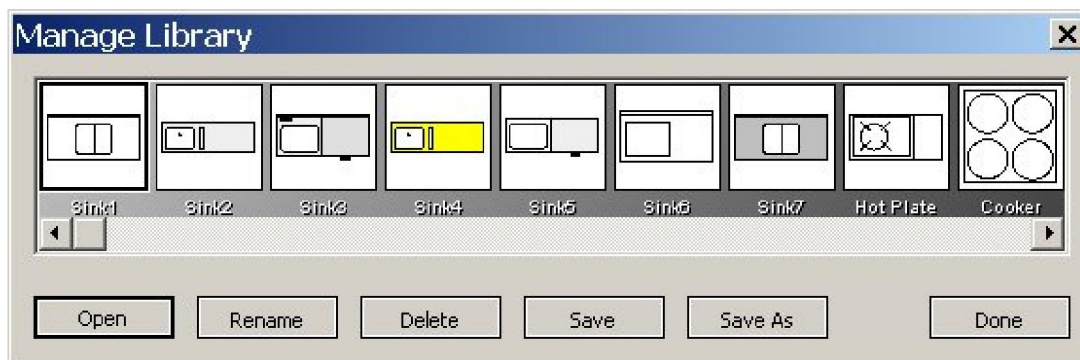 Manage Library
Sink1 Sink2 Sink3 Sink4 Sink5 Sink6 Sink7 Hot Plate Cooker
Open Rename Delete Save Save As Done